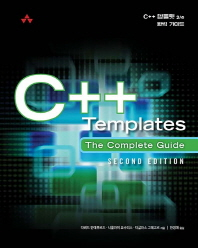 C++ 템플릿 2/e
완벽 가이드
C++
Templates
The Complete Guide
SECOND EDITION